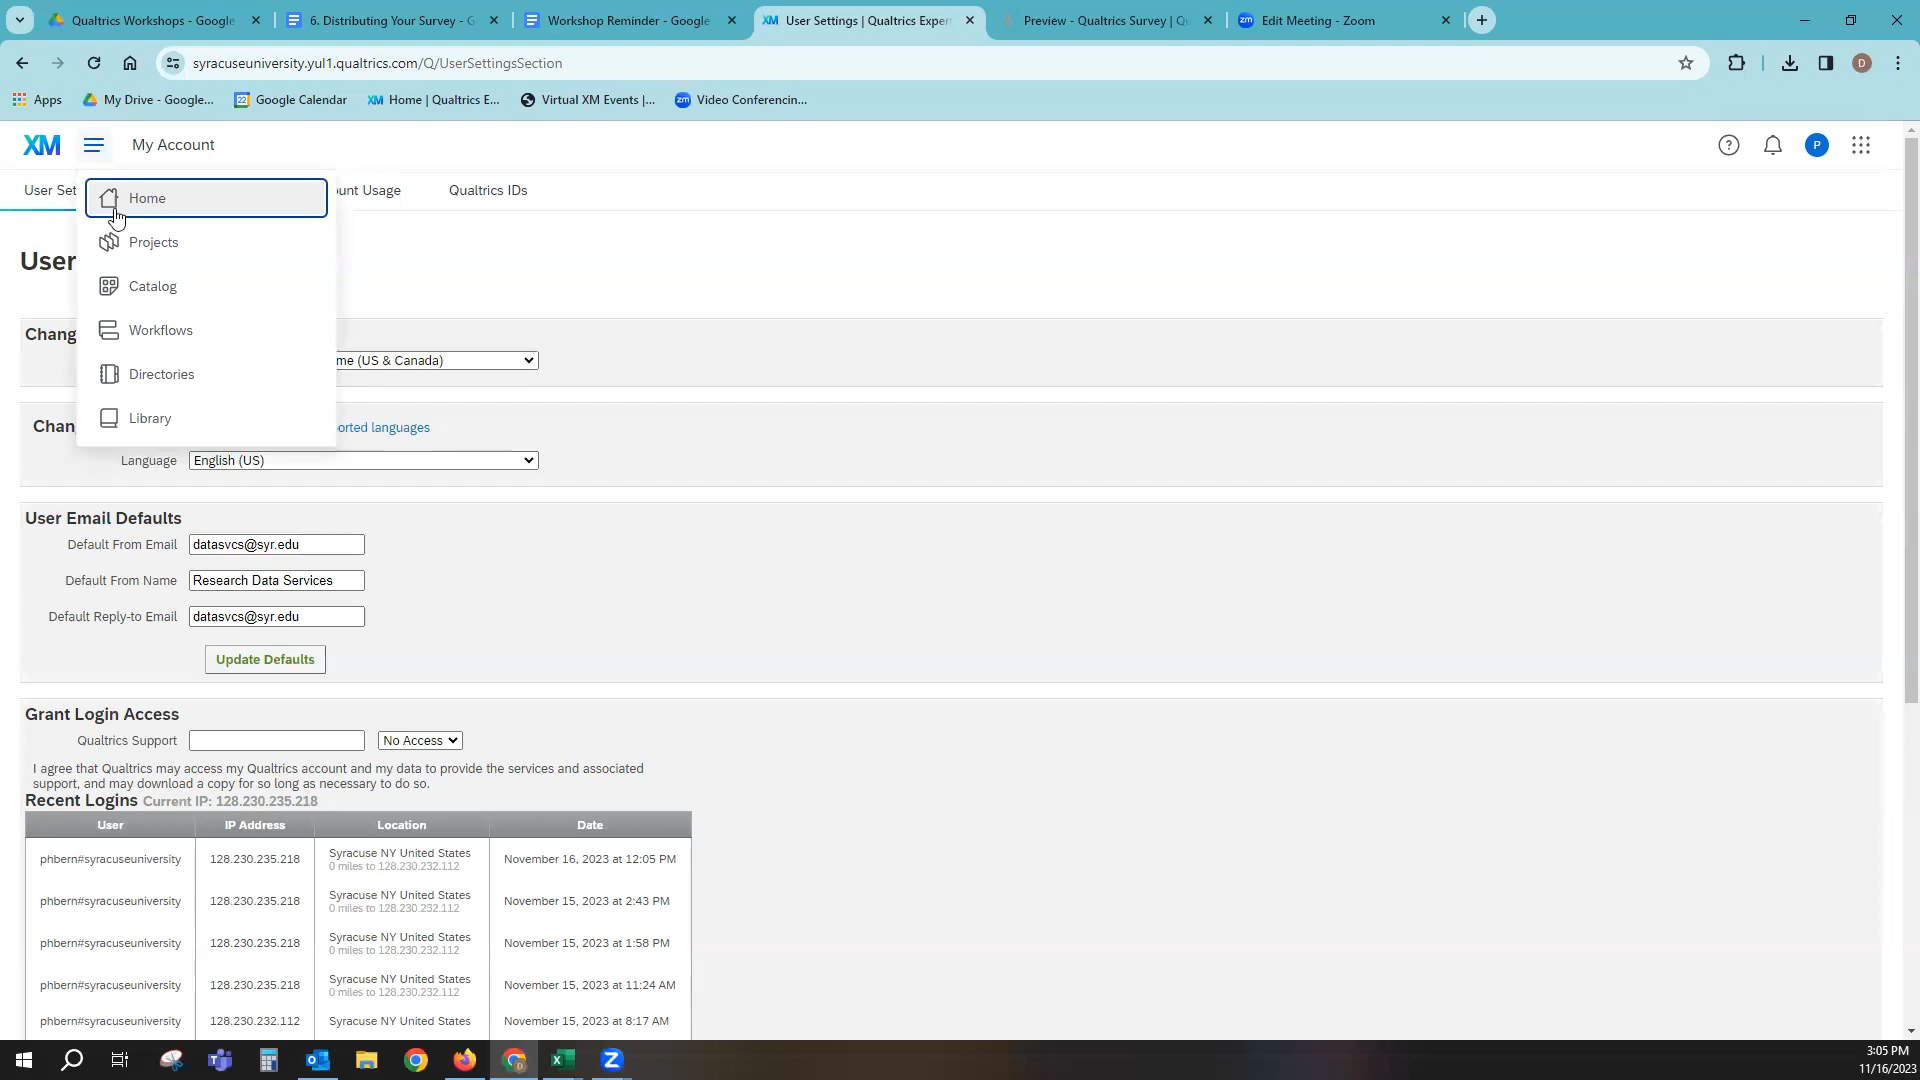 Qualtrics Workshops - Google
6. Distributing Your Survey - G
Workshop Reminder - Google
XM User Settings | Qualtrics Experi
Preview - Qualtrics Survey | Qu
zm Edit Meeting - Zoom
syracuseuniversity.yul1.qualtrics.com/Q/UserSettingsSection
D
Apps
My Drive - Google...
22 Google Calendar
XM Home | Qualtrics E...
Virtual XM Events |...
zm Video Conferencin...
XM
My Account
?
P
User Set
unt Usage
Qualtrics IDs
Home
Projects
Catalog
Workflows
Directories
Library
User
Chang
me (US & Canada)
Chan
orted languages
Language English (US)
User Email Defaults
Default From Email datasvcs@syr.edu
Default From Name Research Data Services
Default Reply-to Email datasvcs@syr.edu
Update Defaults
Grant Login Access
Qualtrics Support No Access
I agree that Qualtrics may access my Qualtrics account and my data to provide the services and associated
support, and may download a copy for so long as necessary to do so.
Recent Logins Current IP: 128.230.235.218
User IP Address Location Date
phbern#syracuseuniversity 128.230.235.218 Syracuse NY United States November 16, 2023 at 12:05 PM
0 miles to 128.230.232.112
phbern#syracuseuniversity 128.230.235.218 Syracuse NY United States November 15, 2023 at 2:43 PM
0 miles to 128.230.232.112
phbern#syracuseuniversity 128.230.235.218 Syracuse NY United States November 15, 2023 at 1:58 PM
0 miles to 128.230.232.112
phbern#syracuseuniversity 128.230.235.218 Syracuse NY United States November 15, 2023 at 11:24 AM
0 miles to 128.230.232.112
phbern#syracuseuniversity 128.230.232.112 Syracuse NY United States November 15, 2023 at 8:17 AM
3:05 PM
11/16/2023